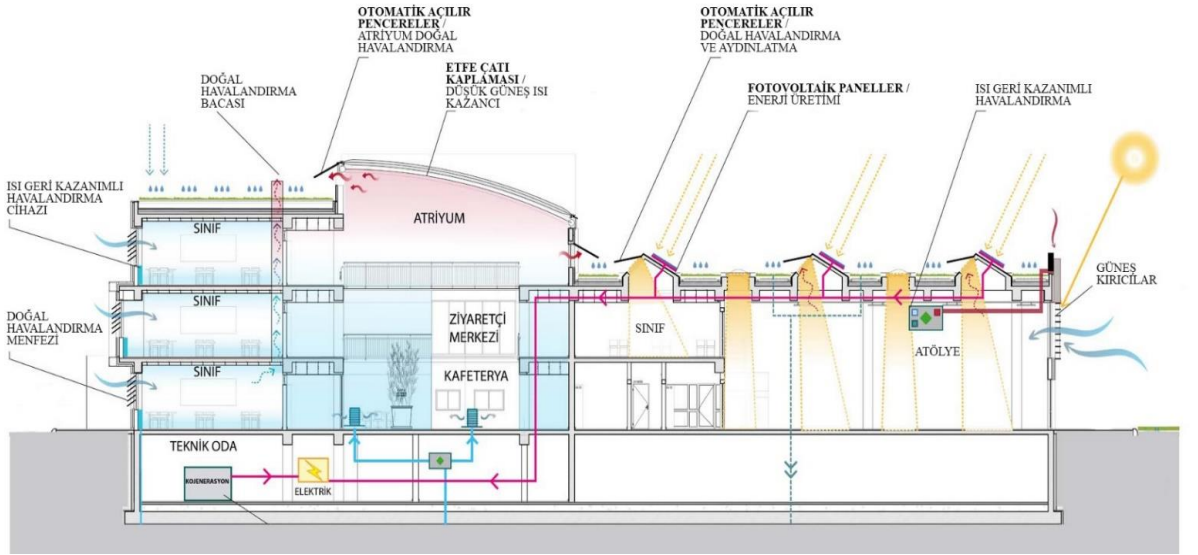 OTOMATİK AÇILIR
PENCERELER /
ATRİYUM DOĞAL
HAVALANDIRMA
OTOMATİK AÇILIR
PENCERELER /
DOĞAL HAVALANDIRMA
VE AYDINLATMA
ETFE ÇATI
KAPLAMASI /
DÜŞÜK GÜNEŞ ISI
KAZANCI
DOĞAL
HAVALANDIRMA
BACASI
FOTOVOLTAİK PANELLER /
ENERJİ ÜRETİMİ
ISI GERİ KAZANIMLI
HAVALANDIRMA
ISI GERİ KAZANIMLI
HAVALANDIRMA
CİHAZI
SINIF
ATRİYUM
GÜNEŞ
KIRICILAR
SINIF
DOĞAL
HAVALANDIRMA
MENFEZİ
ZİYARETÇİ
MERKEZİ
SINIF
ATÖLYE
SINIF
KAFETERYA
TEKNİK ODA
KOJENERASYON
ELEKTRİK